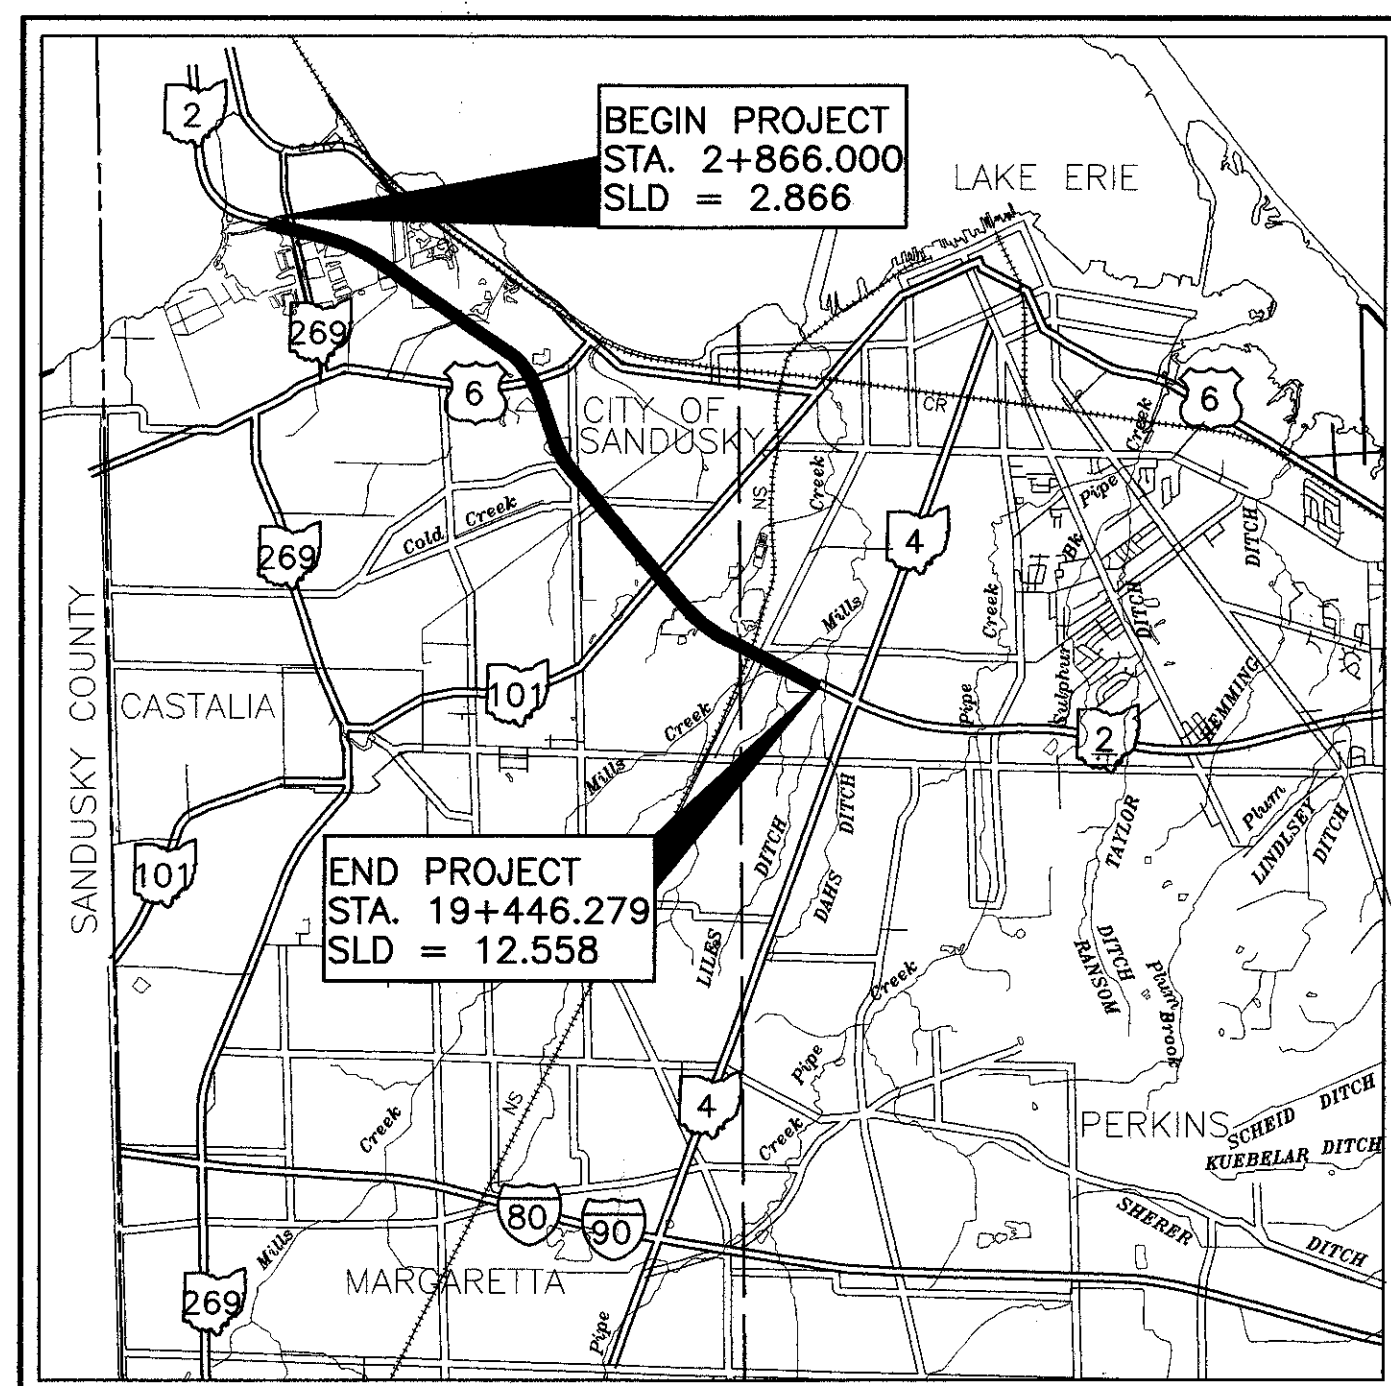 2
BEGIN PROJECT
STA. 2+866.000
SLD = 2.866
LAKE ERIE
269
6
6
CITY OF
SANDUSKY
CR
Creek
Creek
NS
Pipe
4
Cold Creek
269
DITCH
Bk
Mills
Creek
DITCH
SANDUSKY COUNTY
CASTALIA
101
Creek
Pipe
Sulphur
HEMMING
2
Mills
DITCH
DITCH
Plum
LINDLSEY
DITCH
TAYLOR
101
DAHS
END PROJECT
STA. 19+446.279
SLD = 12.558
LILES
DITCH
RANSOM
Plum Brook
Creek
Pipe
NS
Creek
4
Creek
PERKINS
SCHEID DITCH
KUEBELAR DITCH
80
90
SHERER
DITCH
Mills
MARGARETTA
269
Pipe